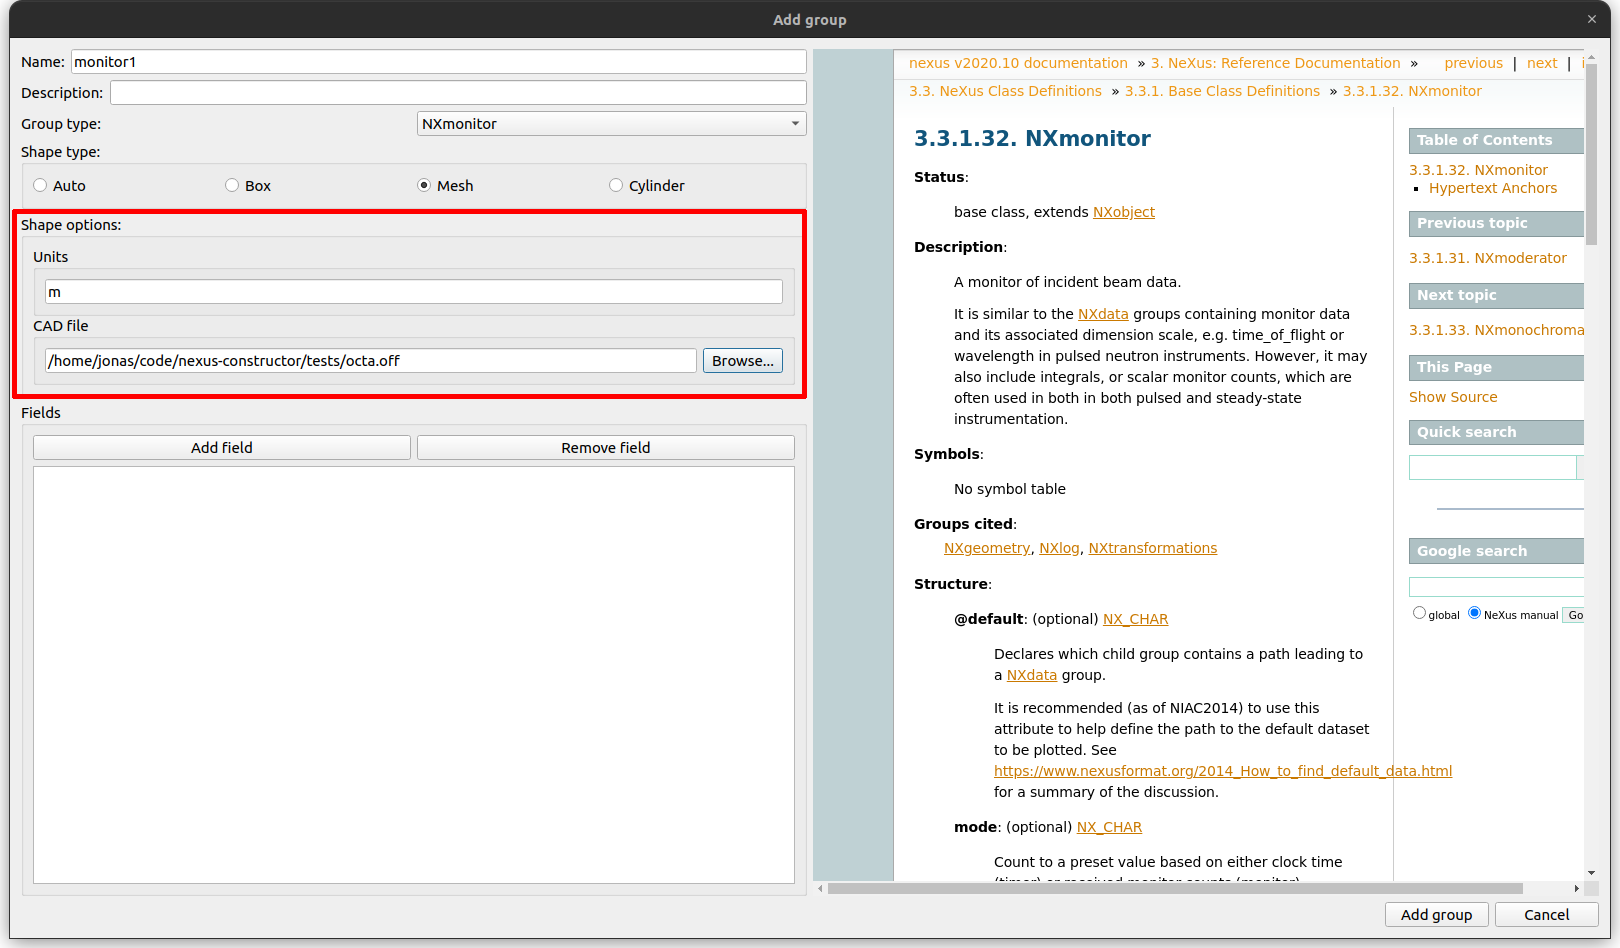 Add group
Name: monitor1
Description:
Group type: NXmonitor
Shape type:
Auto Box Mesh Cylinder
Shape options:
Units
m
CAD file
/home/jonas/code/nexus-constructor/tests/octa.off Browse...
Fields
Add field Remove field
nexus v2020.10 documentation » 3. NeXus: Reference Documentation » previous | next |
3.3. NeXus Class Definitions » 3.3.1. Base Class Definitions » 3.3.1.32. NXmonitor
3.3.1.32. NXmonitor
Status:
base class, extends NXobject
Description:
A monitor of incident beam data.
It is similar to the NXdata groups containing monitor data
and its associated dimension scale, e.g. time_of_flight or
wavelength in pulsed neutron instruments. However, it may
also include integrals, or scalar monitor counts, which are
often used in both in both pulsed and steady-state
instrumentation.
Symbols:
No symbol table
Groups cited:
NXgeometry, NXlog, NXtransformations
Structure:
@default: (optional) NX_CHAR
Declares which child group contains a path leading to
a NXdata group.
It is recommended (as of NIAC2014) to use this
attribute to help define the path to the default dataset
to be plotted. See
https://www.nexusformat.org/2014_How_to_find_default_data.html
for a summary of the discussion.
mode: (optional) NX_CHAR
Count to a preset value based on either clock time
(timer) or received monitor counts (monitor).
Table of Contents
3.3.1.32. NXmonitor
Hypertext Anchors
Previous topic
3.3.1.31. NXmoderator
Next topic
3.3.1.33. NXmonochroma
This Page
Show Source
Quick search
Google search
global NeXus manual Go
Add group Cancel